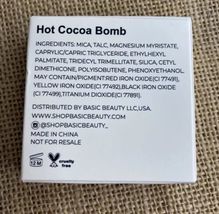 Hot Cocoa Bomb
INGREDIENTS: MICA, TALC, MAGNESIUM MYRISTATE,
CAPRYLIC/CAPRIC TRIGLYCERIDE, ETHYLHEXYL
PALMITATE, TRIDECYL TRIMELLITATE, SILICA, CETYL
DIMETHICONE, POLYISOBUTENE, PHENOXYETHANOL.
MAY CONTAIN/PIGMENT:RED IRON OXIDE(CI 77491),
YELLOW IRON OXIDE(CI 77492),BLACK IRON OXIDE
(CI 77499),TITANIUM DIOXIDE(CI 77891).
DISTRIBUTED BY BASIC BEAUTY LLC,USA.
WWW.SHOPBASICBEAUTY.COM
@SHOPBASICBEAUTY_
MADE IN CHINA
NOT FOR RESALE
12 M
cruelty
free